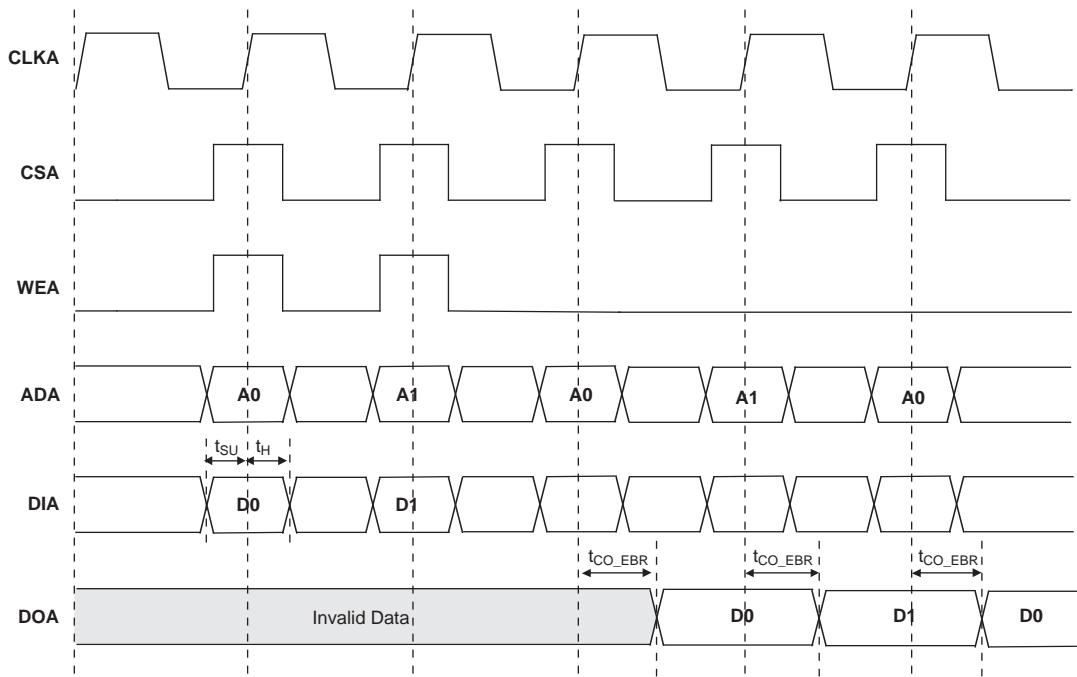 CLKA
CSA
WEA
ADA A0 A1 A0 A1 A0
tSU tH
DIA D0 D1
tCO_EBR tCO_EBR tCO_EBR
DOA Invalid Data D0 D1 D0